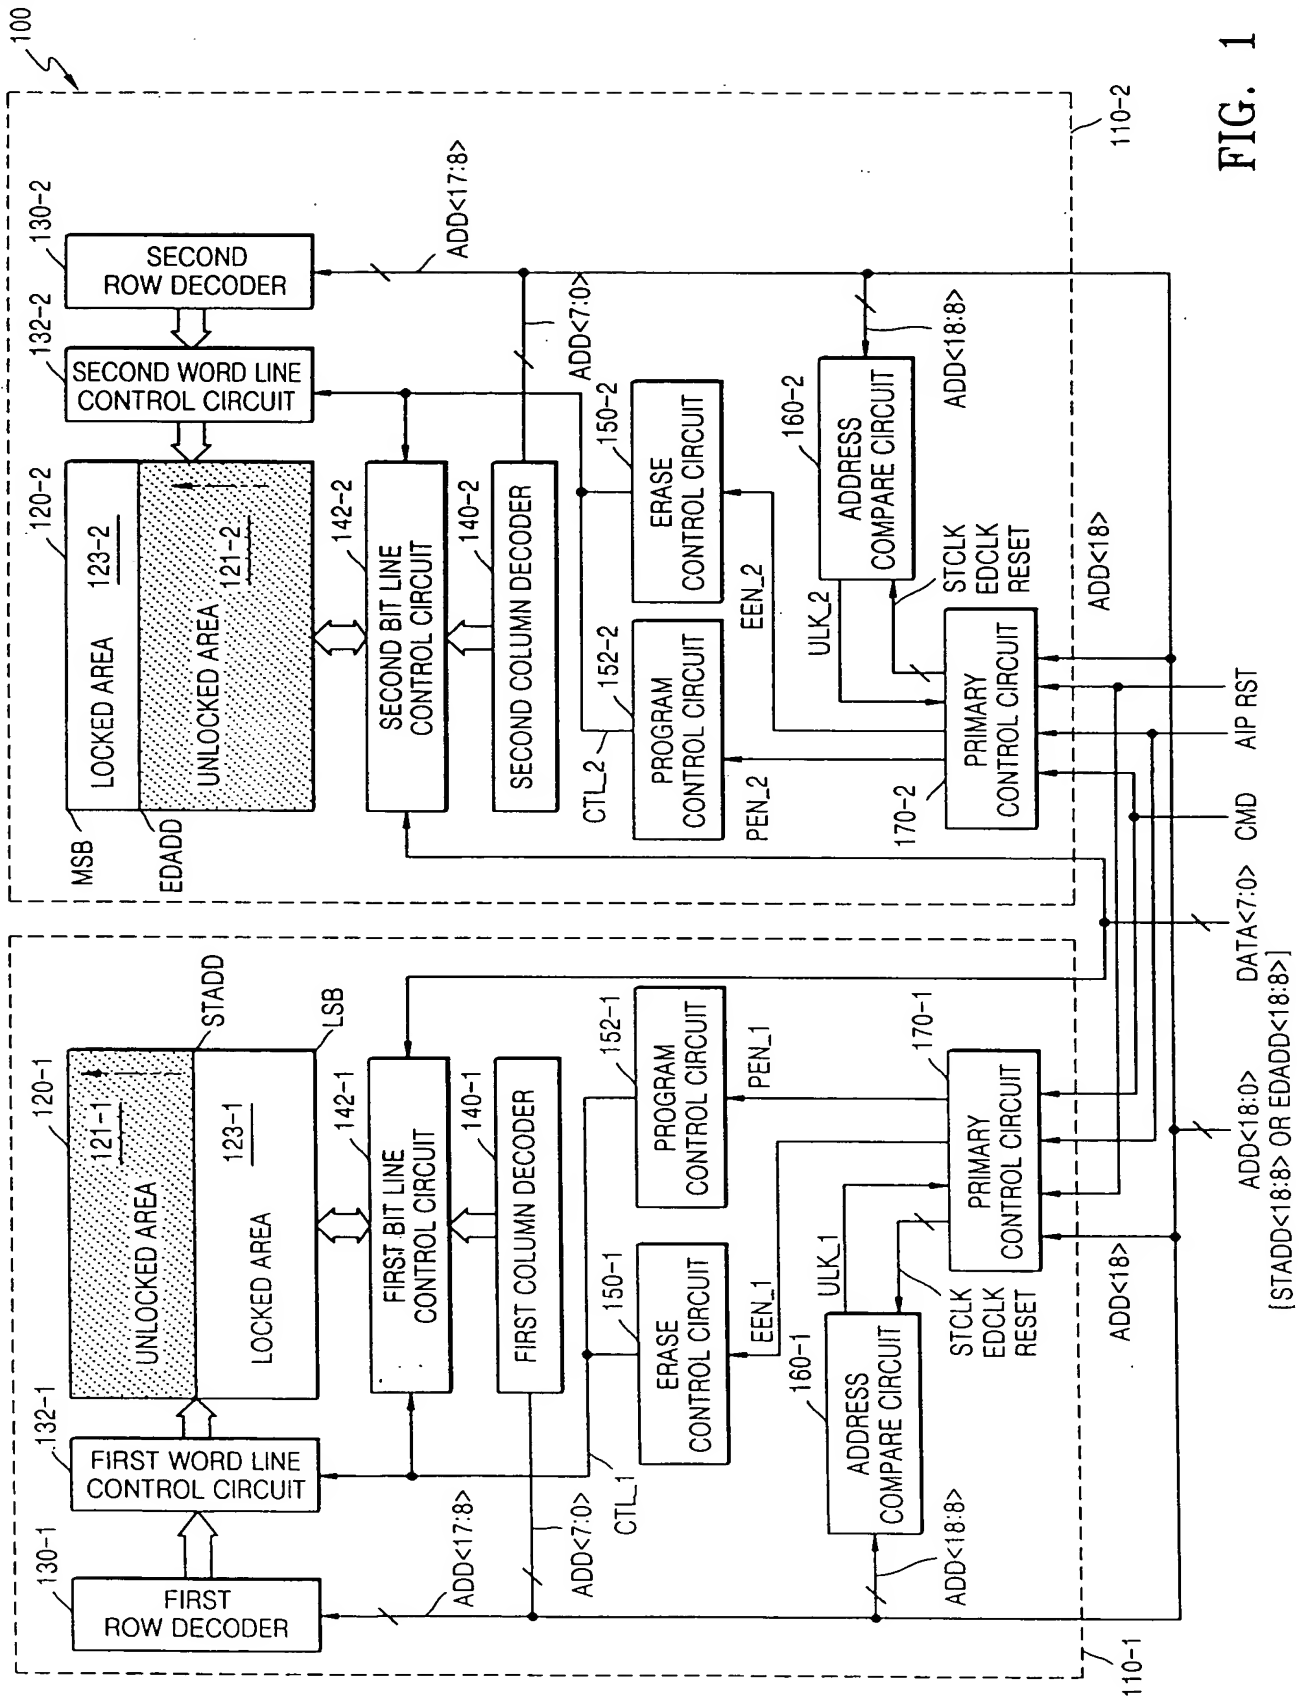 100
110-1
130-1
FIRST
ROW DECODER
132-1
FIRST WORD LINE
CONTROL CIRCUIT
120-1
UNLOCKED AREA
121-1
LOCKED AREA
123-1
STADD
LSB
142-1
FIRST BIT LINE
CONTROL CIRCUIT
140-1
FIRST COLUMN DECODER
ADD<17:8>
ADD<7:0>
CTL_1
150-1
ERASE
CONTROL CIRCUIT
152-1
PROGRAM
CONTROL CIRCUIT
EEN_1
PEN_1
160-1
ADDRESS
COMPARE CIRCUIT
ULK_1
ADD<18:8>
STCLK
EDCLK
RESET
170-1
PRIMARY
CONTROL CIRCUIT
ADD<18>
110-2
MSB
EDADD
120-2
LOCKED AREA
123-2
UNLOCKED AREA
121-2
132-2
SECOND WORD LINE
CONTROL CIRCUIT
130-2
SECOND
ROW DECODER
142-2
SECOND BIT LINE
CONTROL CIRCUIT
140-2
SECOND COLUMN DECODER
ADD<17:8>
ADD<7:0>
CTL_2
152-2
PROGRAM
CONTROL CIRCUIT
150-2
ERASE
CONTROL CIRCUIT
PEN_2
EEN_2
ULK_2
160-2
ADDRESS
COMPARE CIRCUIT
ADD<18:8>
STCLK
EDCLK
RESET
170-2
PRIMARY
CONTROL CIRCUIT
ADD<18>
ADD<18:0>
[STADD<18:8> OR EDADD<18:8>]
DATA<7:0>
CMD
AIP RST
FIG. 1